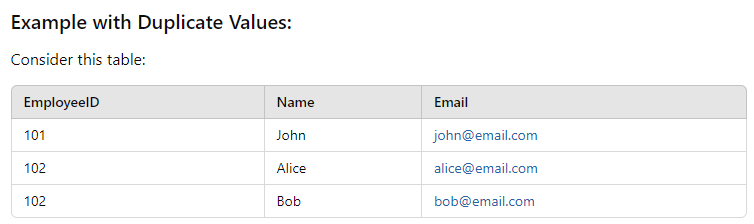 Example with Duplicate Values:
Consider this table:
EmployeeID Name Email
101 John john@email.com
102 Alice alice@email.com
102 Bob bob@email.com